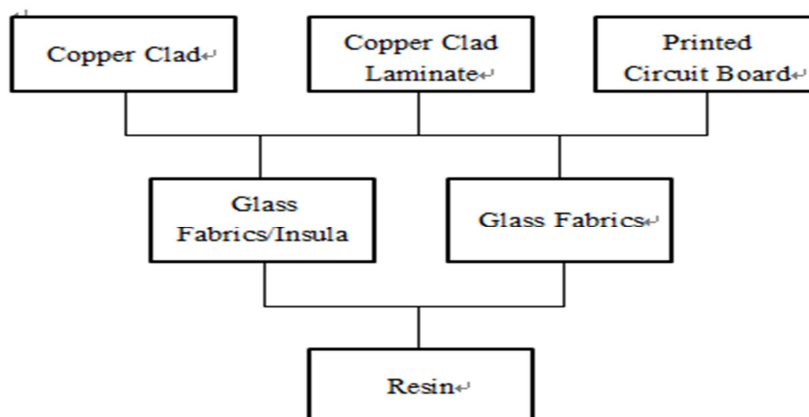 Copper Clad
Copper Clad
Laminate
Printed
Circuit Board
Glass
Fabrics/Insula
Glass Fabrics
Resin